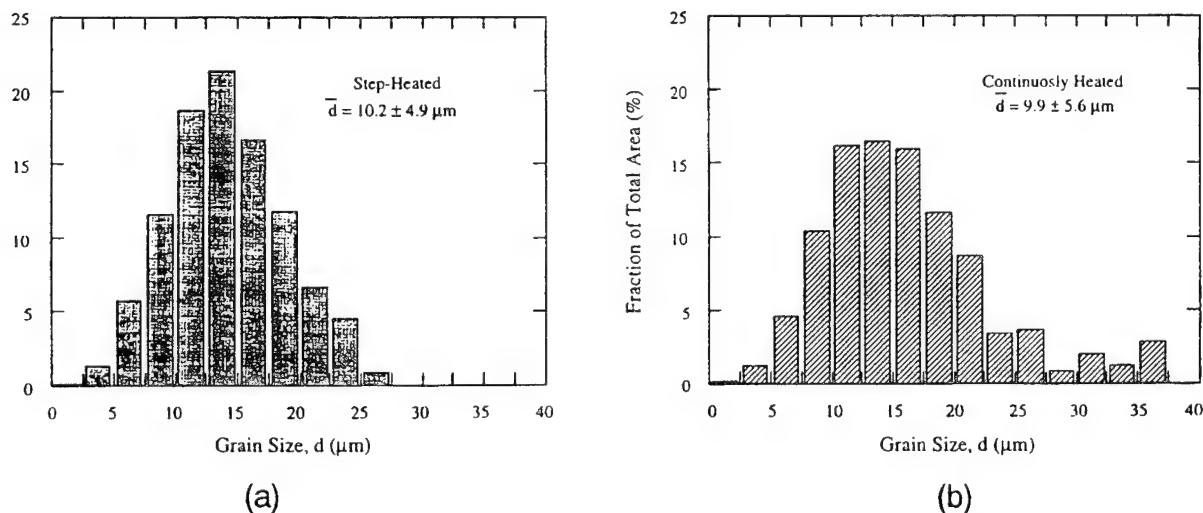 25
20
15
10
5
0
Step-Heated
d = 10.2 ± 4.9 μm
0 5 10 15 20 25 30 35 40
Grain Size, d (μm)
(a)
Fraction of Total Area (%)
25
20
15
10
5
0
Continuosly Heated
d = 9.9 ± 5.6 μm
0 5 10 15 20 25 30 35 40
Grain Size, d (μm)
(b)